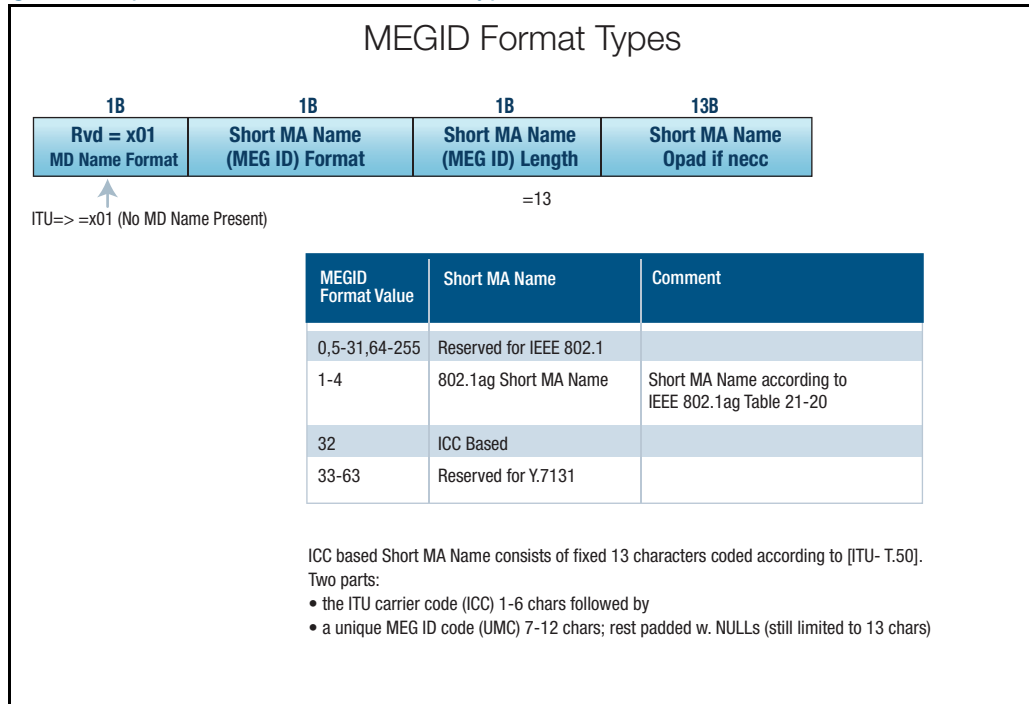 MEGID Format Types
1B 1B 1B 13B
Rvd = x01 Short MA Name Short MA Name Short MA Name
MD Name Format (MEG ID) Format (MEG ID) Length Opad if necc
=13
ITU=> =x01 (No MD Name Present)
MEGID Short MA Name Comment
Format Value
0,5-31,64-255 Reserved for IEEE 802.1
1-4 802.1ag Short MA Name Short MA Name according to
IEEE 802.1ag Table 21-20
32 ICC Based
33-63 Reserved for Y.7131
ICC based Short MA Name consists of fixed 13 characters coded according to [ITU- T.50].
Two parts:
• the ITU carrier code (ICC) 1-6 chars followed by
• a unique MEG ID code (UMC) 7-12 chars; rest padded w. NULLs (still limited to 13 chars)